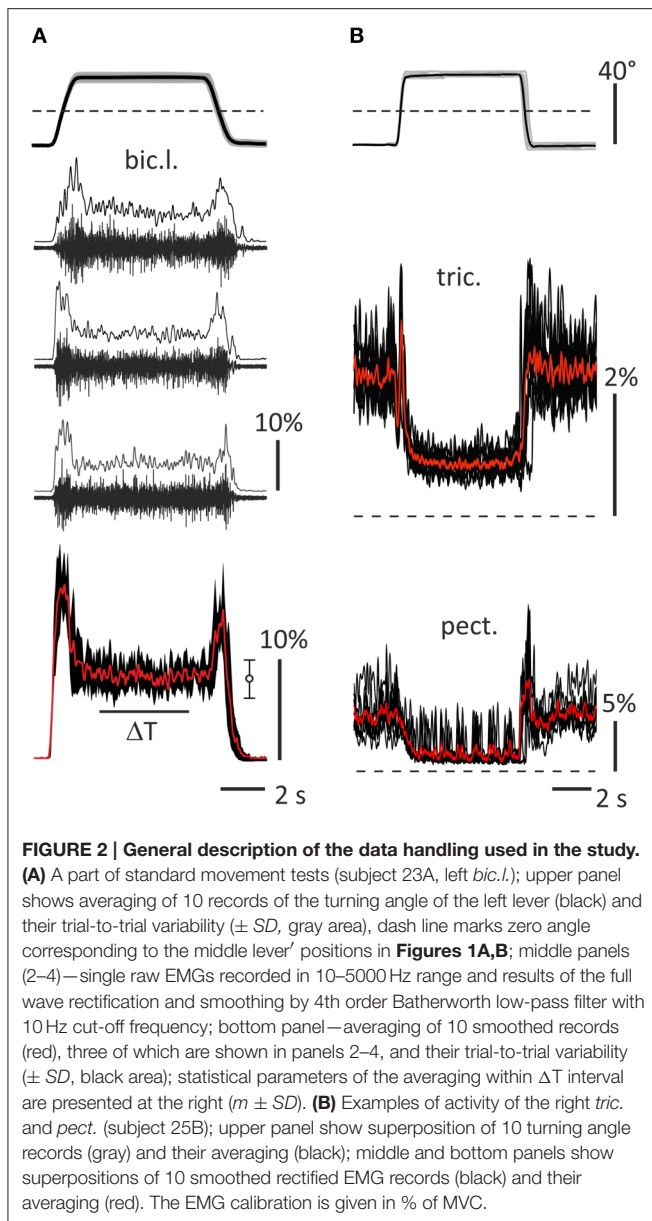 A
B
40°
bic.l.
tric.
10%
2%
10%
pect.
5%
ΔT
2 s
2 s
FIGURE 2 | General description of the data handling used in the study.
(A) A part of standard movement tests (subject 23A, left bic.l.); upper panel
shows averaging of 10 records of the turning angle of the left lever (black) and
their trial-to-trial variability (± SD, gray area), dash line marks zero angle
corresponding to the middle lever′ positions in Figures 1A,B; middle panels
(2–4)—single raw EMGs recorded in 10–5000 Hz range and results of the full
wave rectification and smoothing by 4th order Batherworth low-pass filter with
10 Hz cut-off frequency; bottom panel—averaging of 10 smoothed records
(red), three of which are shown in panels 2–4, and their trial-to-trial variability
(± SD, black area); statistical parameters of the averaging within ΔT interval
are presented at the right (m ± SD). (B) Examples of activity of the right tric.
and pect. (subject 25B); upper panel show superposition of 10 turning angle
records (gray) and their averaging (black); middle and bottom panels show
superpositions of 10 smoothed rectified EMG records (black) and their
averaging (red). The EMG calibration is given in % of MVC.